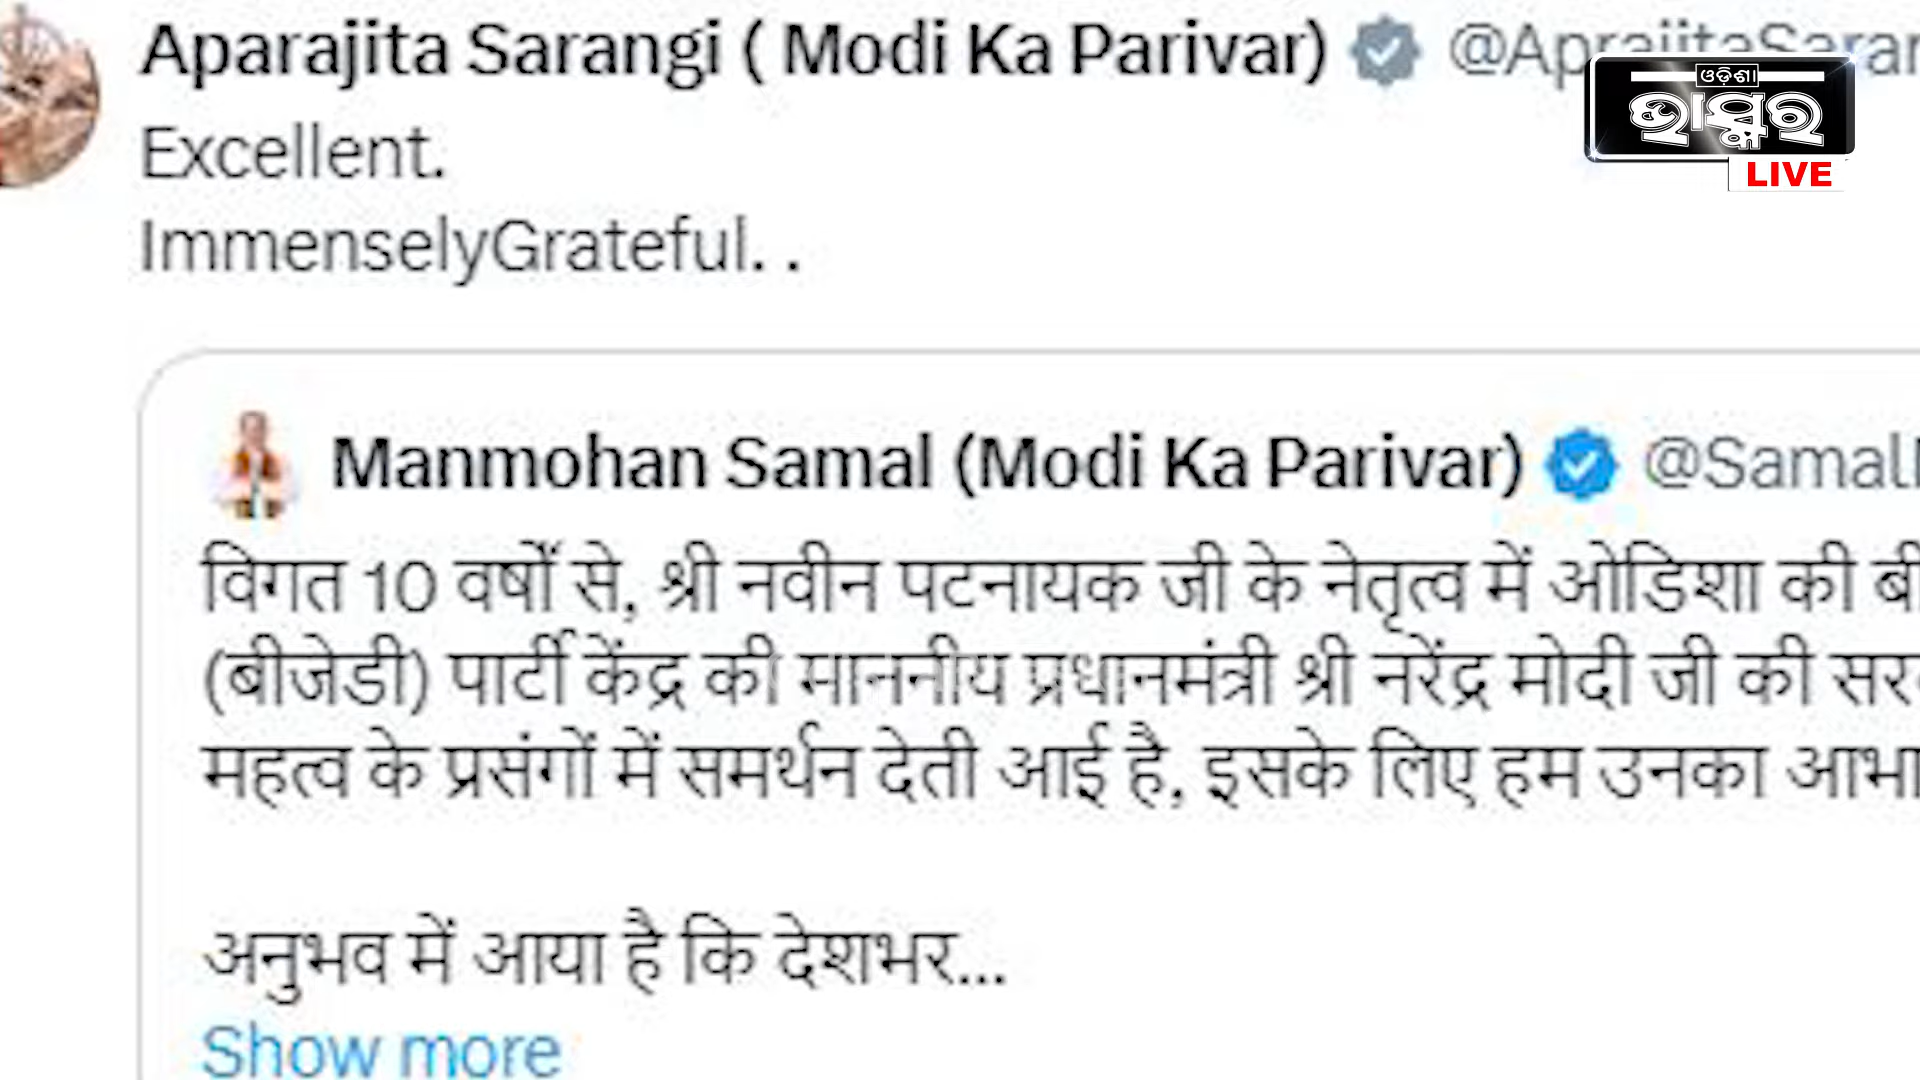 Aparajita Sarangi ( Modi Ka Parivar) @AprajitaSaran
ଓଡ଼ିଶା
ଭାସ୍କର
LIVE
Excellent.
ImmenselyGrateful. .
Manmohan Samal (Modi Ka Parivar) @Samal
विगत 10 वर्षों से, श्री नवीन पटनायक जी के नेतृत्व में ओडिशा की
(बीजेडी) पार्टी केंद्र की माननीय प्रधानमंत्री श्री नरेंद्र मोदी जी की
महत्व के प्रसंगों में समर्थन देती आई है, इसके लिए हम उनका
अनुभव में आया है कि देशभर...
Show more